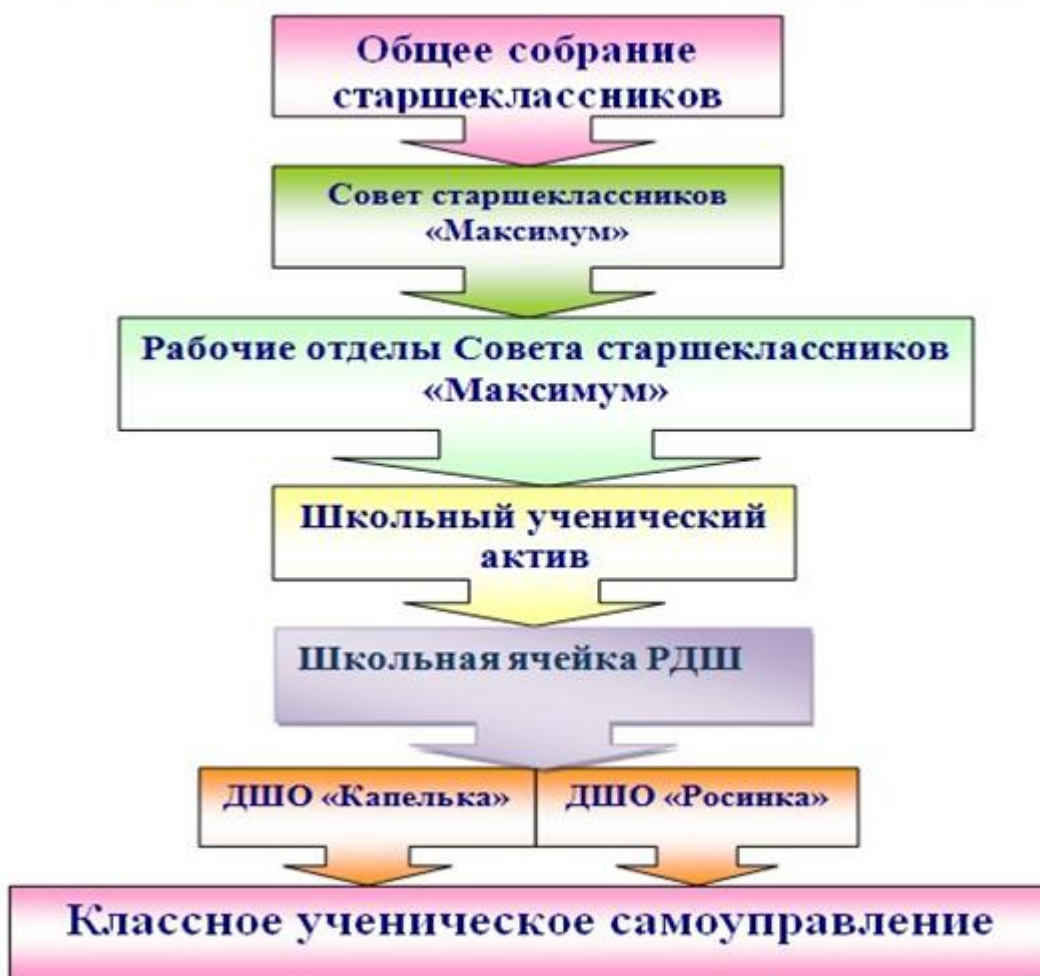 Общее собрание
старшеклассников
Совет старшеклассников
«Максимум»
Рабочие отделы Совета старшеклассников
«Максимум»
Школьный ученический
актив
Школьная ячейка РДШ
ДШО «Капелька»
ДШО «Росинка»
Классное ученическое самоуправление